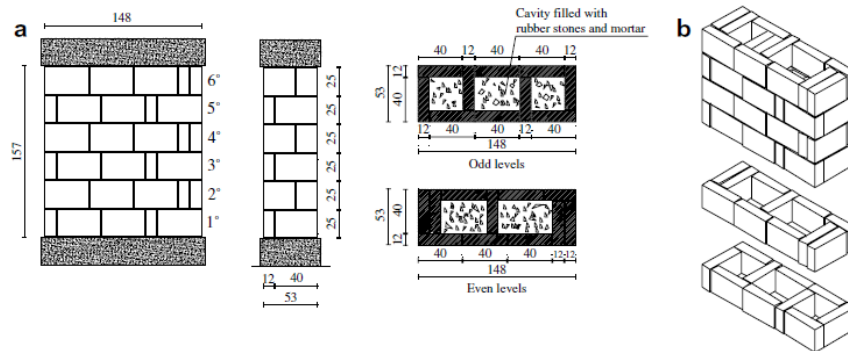 a
148
157
6°
5°
4°
3°
2°
1°
25
25
25
25
25
25
12 40
53
Cavity filled with
rubber stones and mortar
40 12 40 40 12
53
12
40
12 40 40 12 40
148
Odd levels
53
40
12
40 40 40 12 12
148
Even levels
b